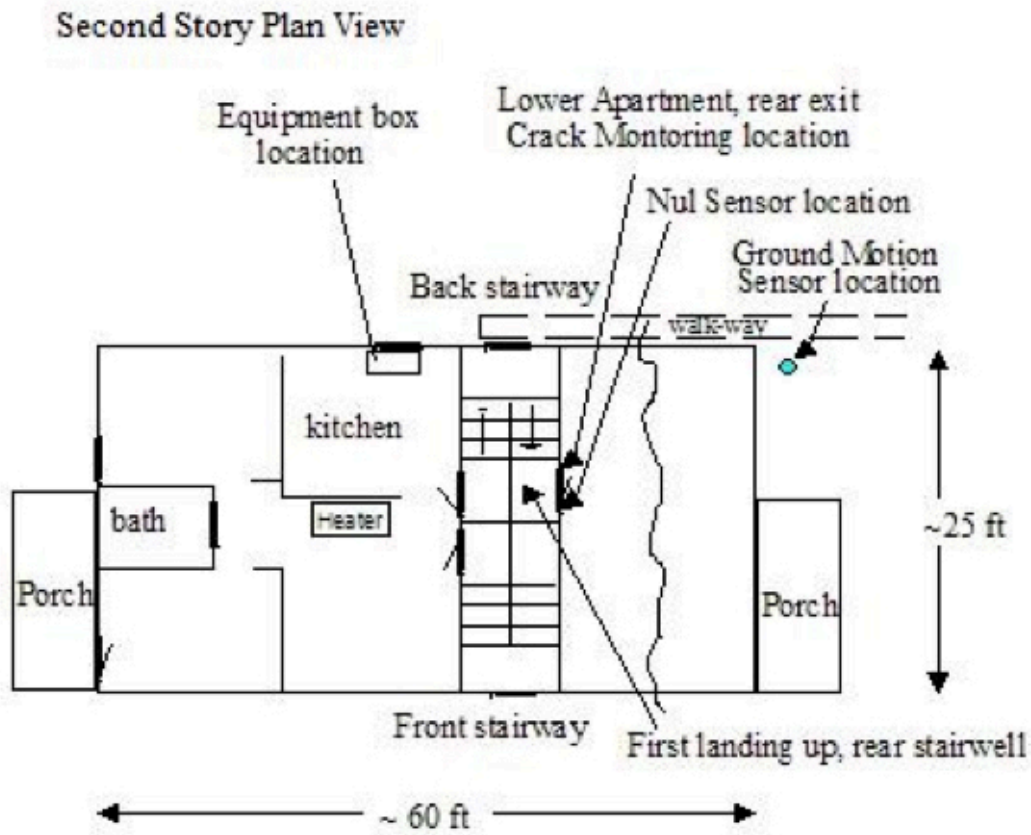 Second Story Plan View
Equipment box
location
Lower Apartment, rear exit
Crack Montoring location
Nul Sensor location
Ground Motion
Sensor location
Back stairway
walk-way
kitchen
bath
Heater
~25 ft
Porch
Porch
Front stairway
First landing up, rear stairwell
~ 60 ft